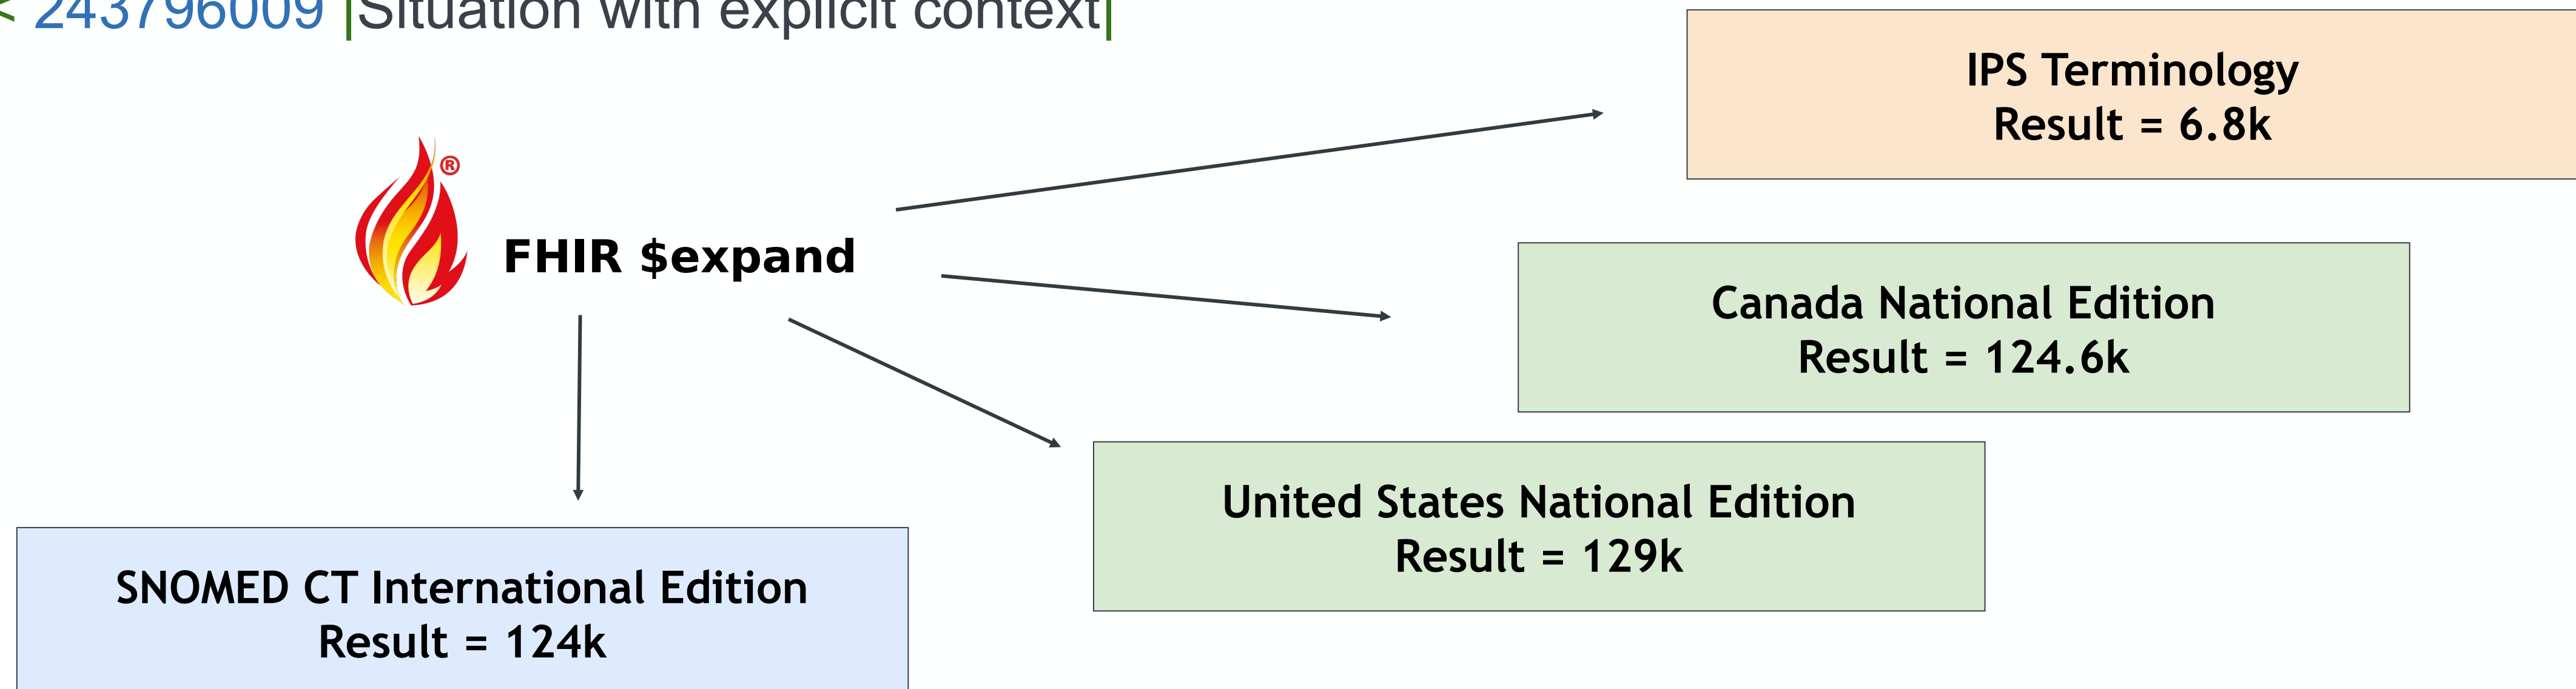 < 243796009 |Situation with explicit context|
IPS Terminology
Result = 6.8k
®
FHIR $expand
Canada National Edition
Result = 124.6k
United States National Edition
Result = 129k
SNOMED CT International Edition
Result = 124k